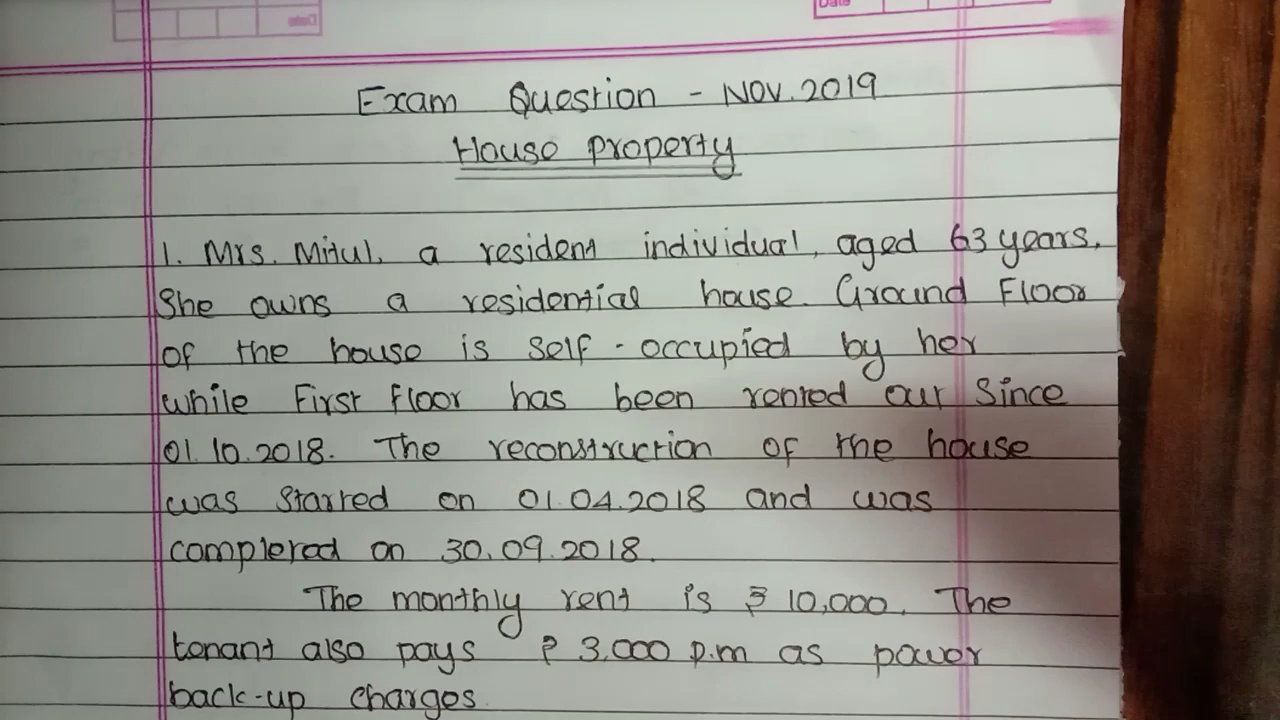 Date
Date
Exam Question - Nov. 2019
House property
1. Mrs. Mitul, a resident individual, aged 63 years.
She owns a residential house. Ground Floor
of the house is self-occupied by her
while First Floor has been rented out since
01.10.2018. The reconstruction of the house
was started on 01.04.2018 and was
completed on 30.09.2018.
The monthly rent is ₹ 10,000. The
tenant also pays ₹ 3,000 p.m as power
back-up charges.